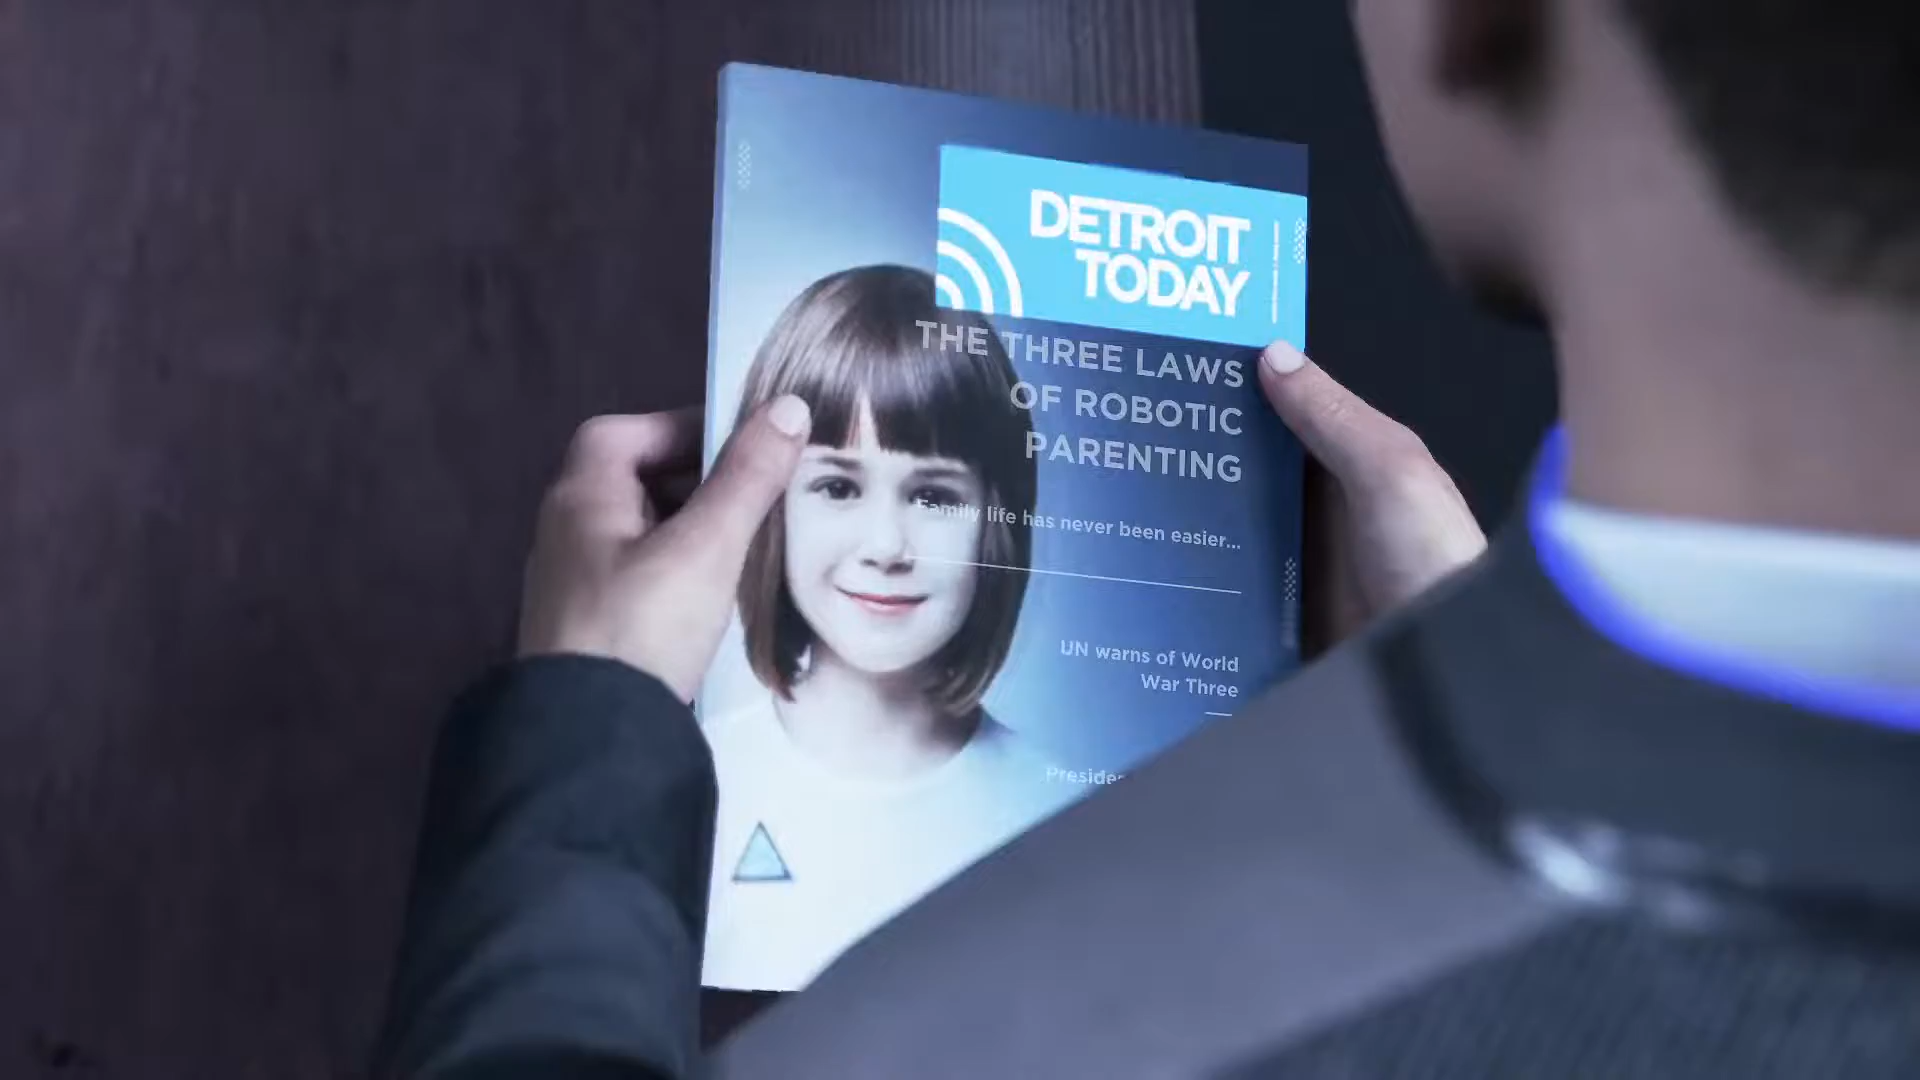 DETROIT
TODAY
THE THREE LAWS
OF ROBOTIC
PARENTING
Family life has never been easier...
UN warns of World
War Three